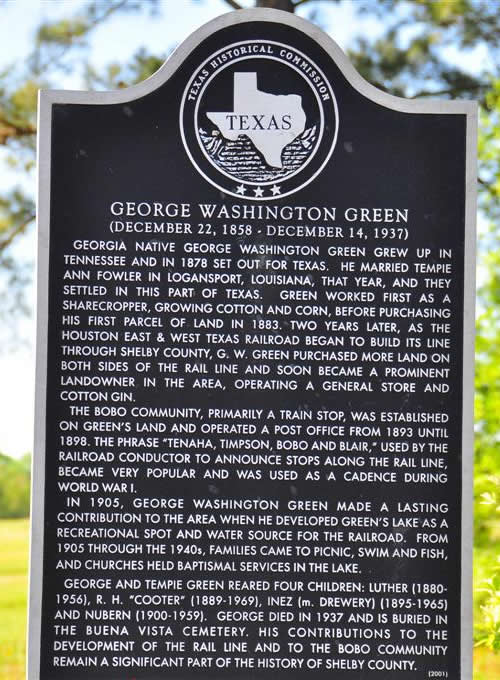 TEXAS HISTORICAL COMMISSION
TEXAS
GEORGE WASHINGTON GREEN
(DECEMBER 22, 1858 - DECEMBER 14, 1937)
GEORGIA NATIVE GEORGE WASHINGTON GREEN GREW UP IN
TENNESSEE AND IN 1878 SET OUT FOR TEXAS. HE MARRIED TEMPIE
ANN FOWLER IN LOGANSPORT, LOUISIANA, THAT YEAR, AND THEY
SETTLED IN THIS PART OF TEXAS. GREEN WORKED FIRST AS A
SHARECROPPER, GROWING COTTON AND CORN, BEFORE PURCHASING
HIS FIRST PARCEL OF LAND IN 1883. TWO YEARS LATER, AS THE
HOUSTON EAST & WEST TEXAS RAILROAD BEGAN TO BUILD ITS LINE
THROUGH SHELBY COUNTY, G. W. GREEN PURCHASED MORE LAND ON
BOTH SIDES OF THE RAIL LINE AND SOON BECAME A PROMINENT
LANDOWNER IN THE AREA, OPERATING A GENERAL STORE AND
COTTON GIN.
THE BOBO COMMUNITY, PRIMARILY A TRAIN STOP, WAS ESTABLISHED
ON GREEN'S LAND AND OPERATED A POST OFFICE FROM 1893 UNTIL
1898. THE PHRASE "TENAHA, TIMPSON, BOBO AND BLAIR," USED BY THE
RAILROAD CONDUCTOR TO ANNOUNCE STOPS ALONG THE RAIL LINE,
BECAME VERY POPULAR AND WAS USED AS A CADENCE DURING
WORLD WAR I.
IN 1905, GEORGE WASHINGTON GREEN MADE A LASTING
CONTRIBUTION TO THE AREA WHEN HE DEVELOPED GREEN'S LAKE AS A
RECREATIONAL SPOT AND WATER SOURCE FOR THE RAILROAD. FROM
1905 THROUGH THE 1940s, FAMILIES CAME TO PICNIC, SWIM AND FISH,
AND CHURCHES HELD BAPTISMAL SERVICES IN THE LAKE.
GEORGE AND TEMPIE GREEN REARED FOUR CHILDREN: LUTHER (1880-
1956), R. H. "COOTER" (1889-1969), INEZ (m. DREWERY) (1895-1965)
AND NUBERN (1900-1959). GEORGE DIED IN 1937 AND IS BURIED IN
THE BUENA VISTA CEMETERY. HIS CONTRIBUTIONS TO THE
DEVELOPMENT OF THE RAIL LINE AND TO THE BOBO COMMUNITY
REMAIN A SIGNIFICANT PART OF THE HISTORY OF SHELBY COUNTY.
(2001)